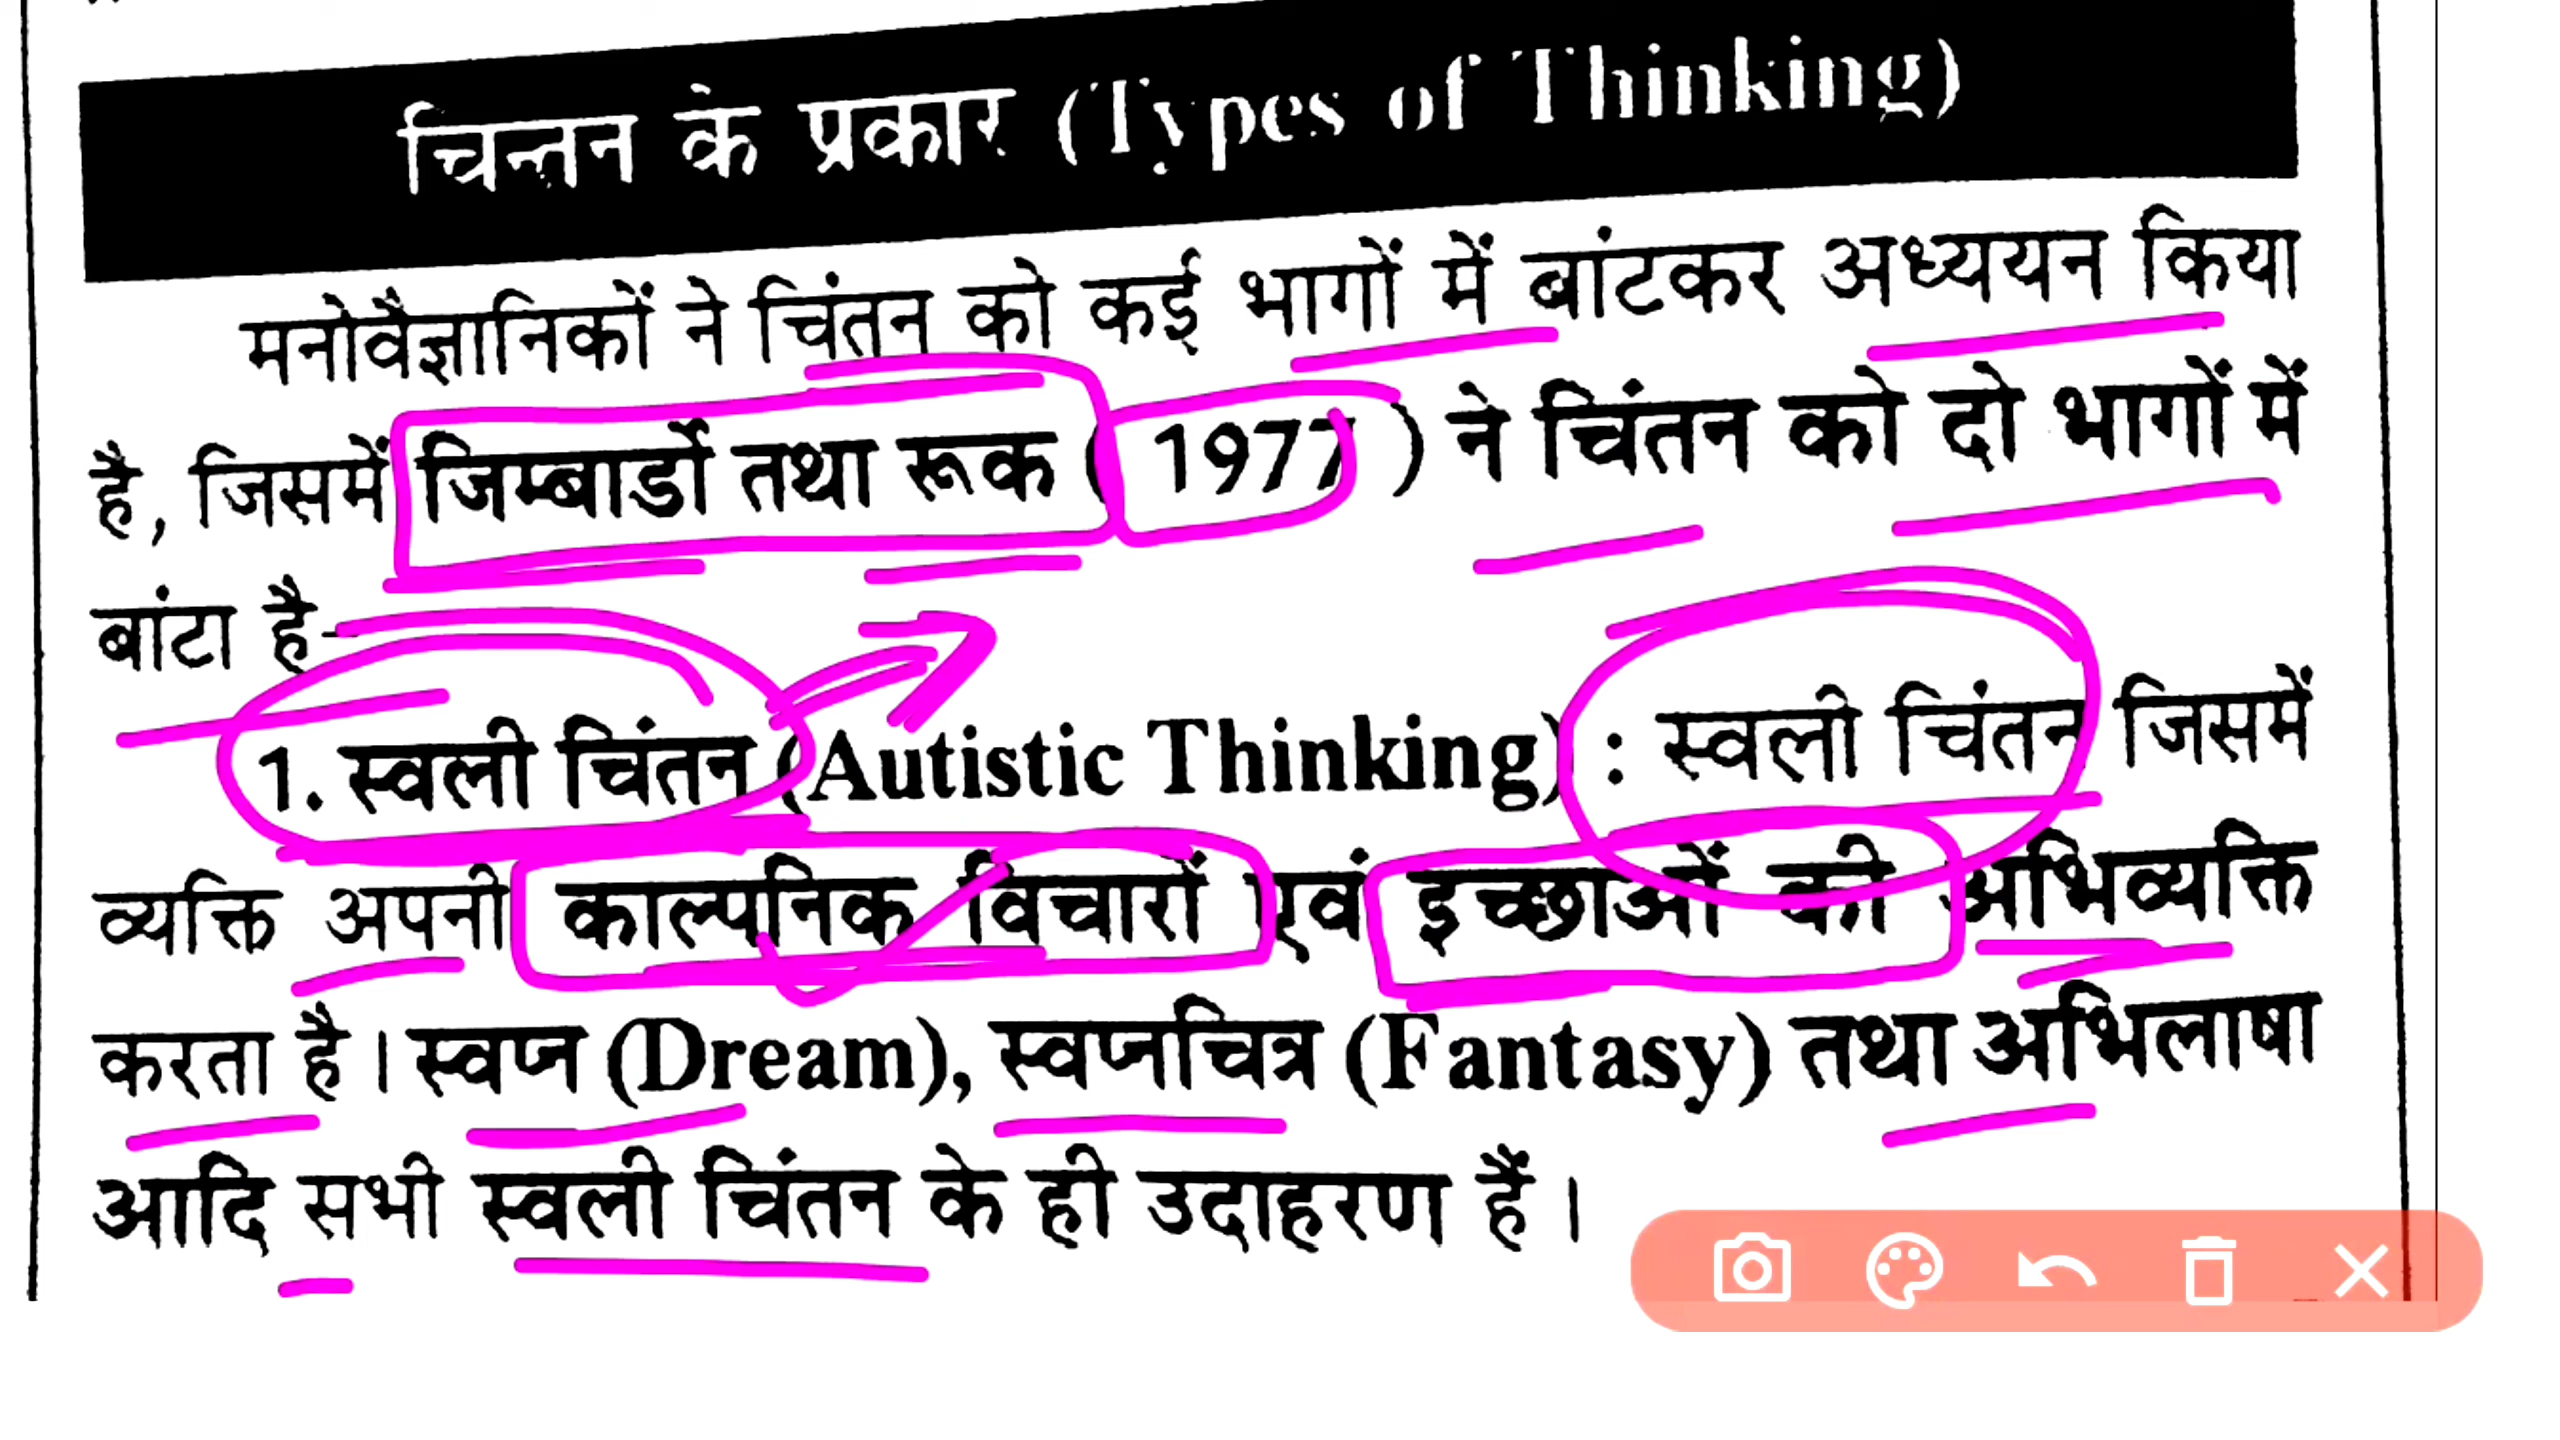 चिन्तन के प्रकार (Types of Thinking)
मनोवैज्ञानिकों ने चिंतन को कई भागों में बांटकर अध्ययन किया
है, जिसमें जिम्बार्डो तथा रूक ( 1977 ) ने चिंतन को दो भागों में
बांटा है-
1. स्वली चिंतन (Autistic Thinking) : स्वली चिंतन जिसमें
व्यक्ति अपनी काल्पनिक विचारों एवं इच्छाओं की अभिव्यक्ति
करता है। स्वप्न (Dream), स्वप्नचित्र (Fantasy) तथा अभिलाषा
आदि सभी स्वली चिंतन के ही उदाहरण हैं।